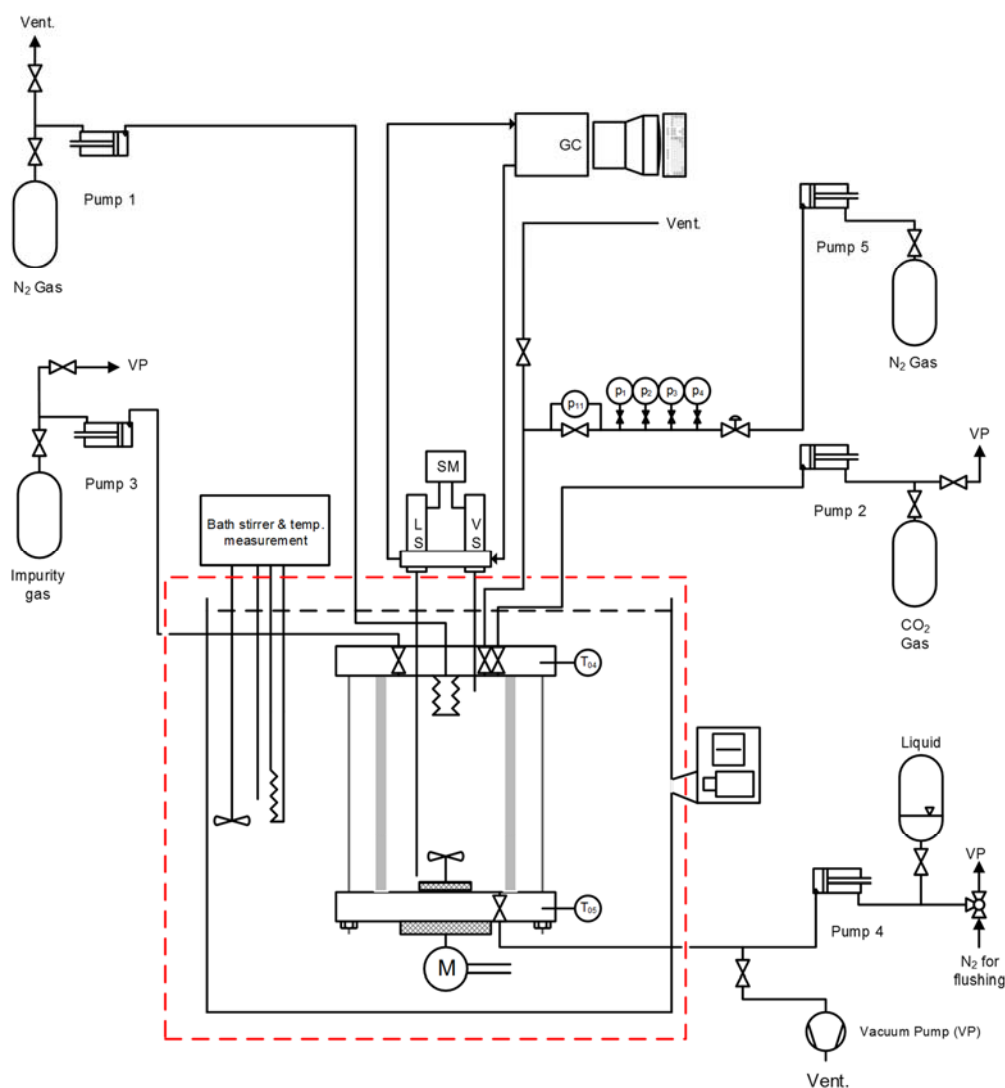 Vent.
Pump 1
N₂ Gas
GC
Vent.
Pump 5
N₂ Gas
VP
Pump 3
Impurity
gas
p₁₁
p₁
p₂
p₃
p₄
VP
Pump 2
CO₂
Gas
SM
LS
VS
Bath stirrer & temp.
measurement
T₀₄
T₀₅
M
Liquid
VP
Pump 4
N₂ for
flushing
Vacuum Pump (VP)
Vent.